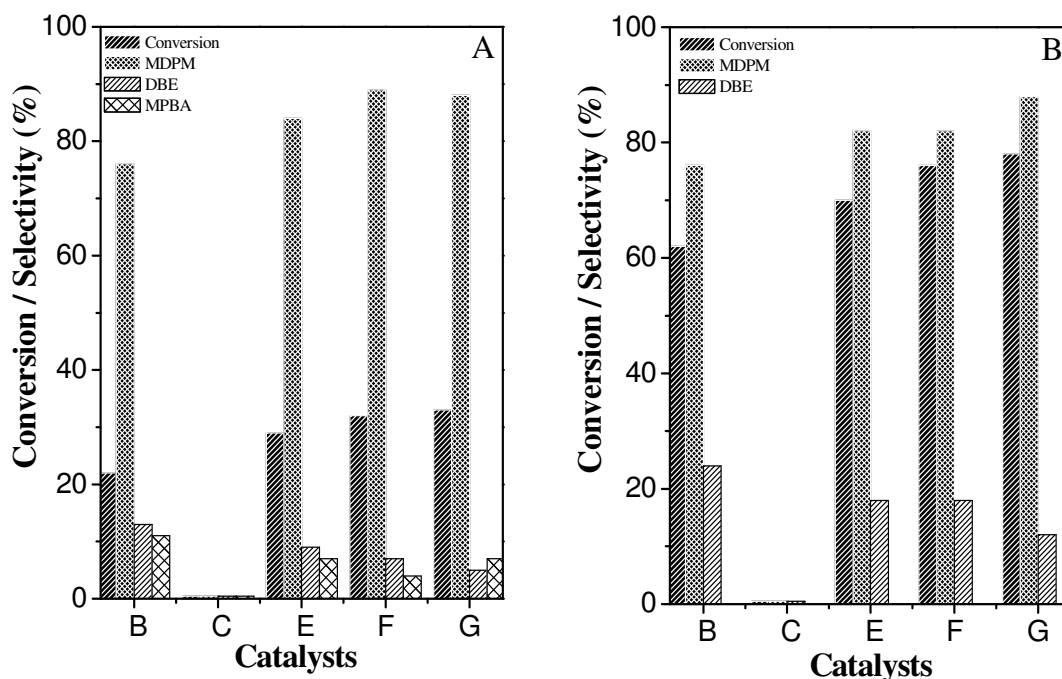 A
Conversion
MDPM
DBE
MPBA
100
80
60
40
20
0
Conversion / Selectivity (%)
B C E F G
Catalysts
B
Conversion
MDPM
DBE
100
80
60
40
20
0
Conversion / Selectivity (%)
B C E F G
Catalysts